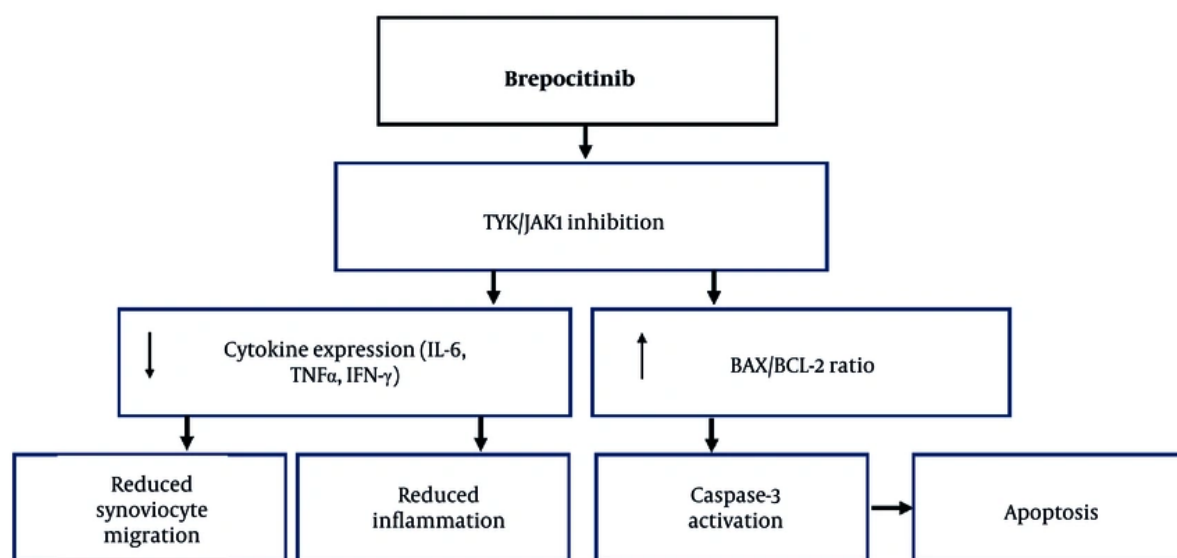 Brepocitinib
TYK/JAK1 inhibition
Cytokine expression (IL-6,
TNFα, IFN-γ)
BAX/BCL-2 ratio
Reduced
synoviocyte
migration
Reduced
inflammation
Caspase-3
activation
Apoptosis